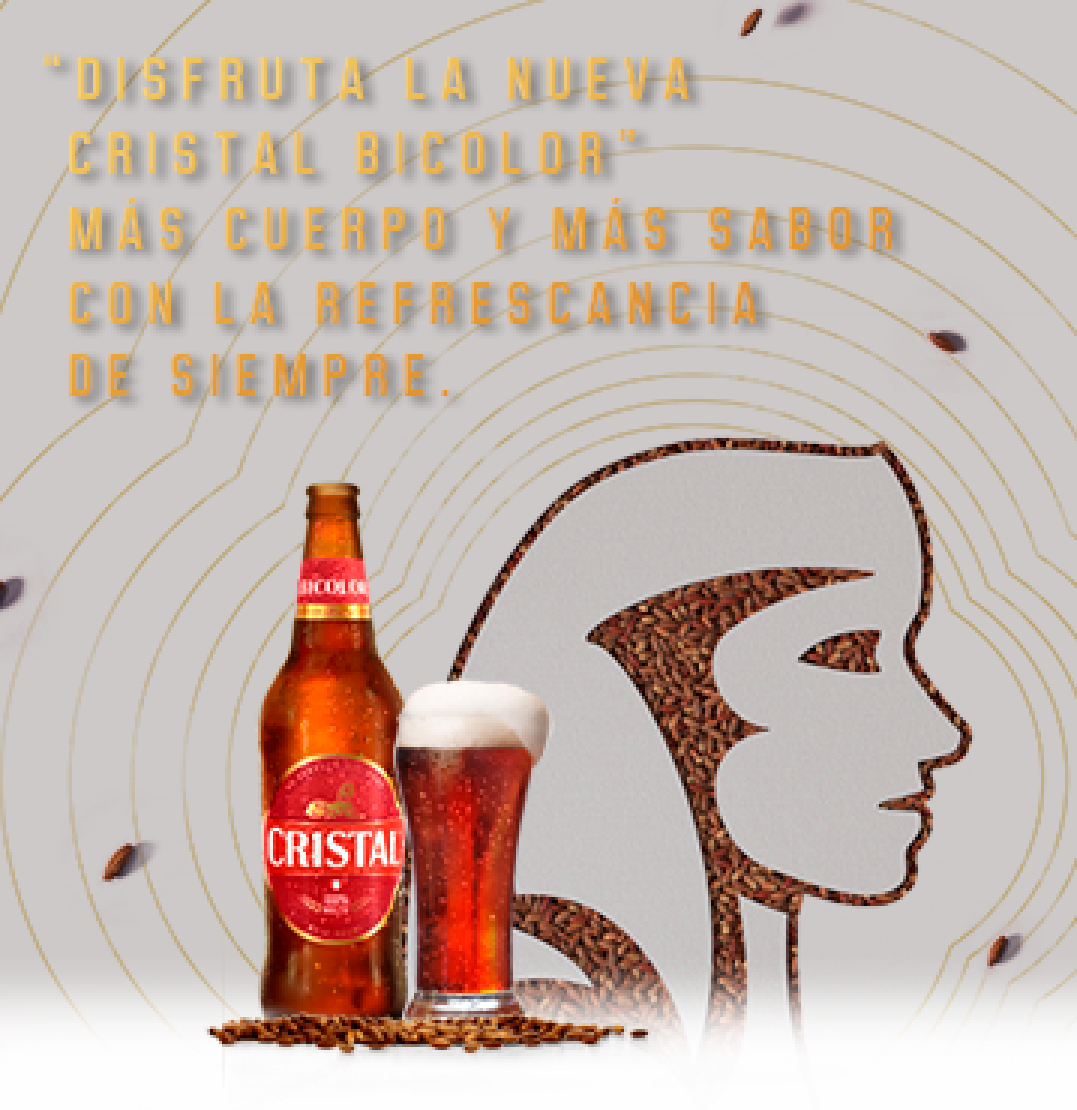 "DISFRUTA LA NUEVA
CRISTAL BICOLOR"
MÁS CUERPO Y MÁS SABOR
CON LA REFRESCANCIA
DE SIEMPRE.
BICOLOR
CRISTAL